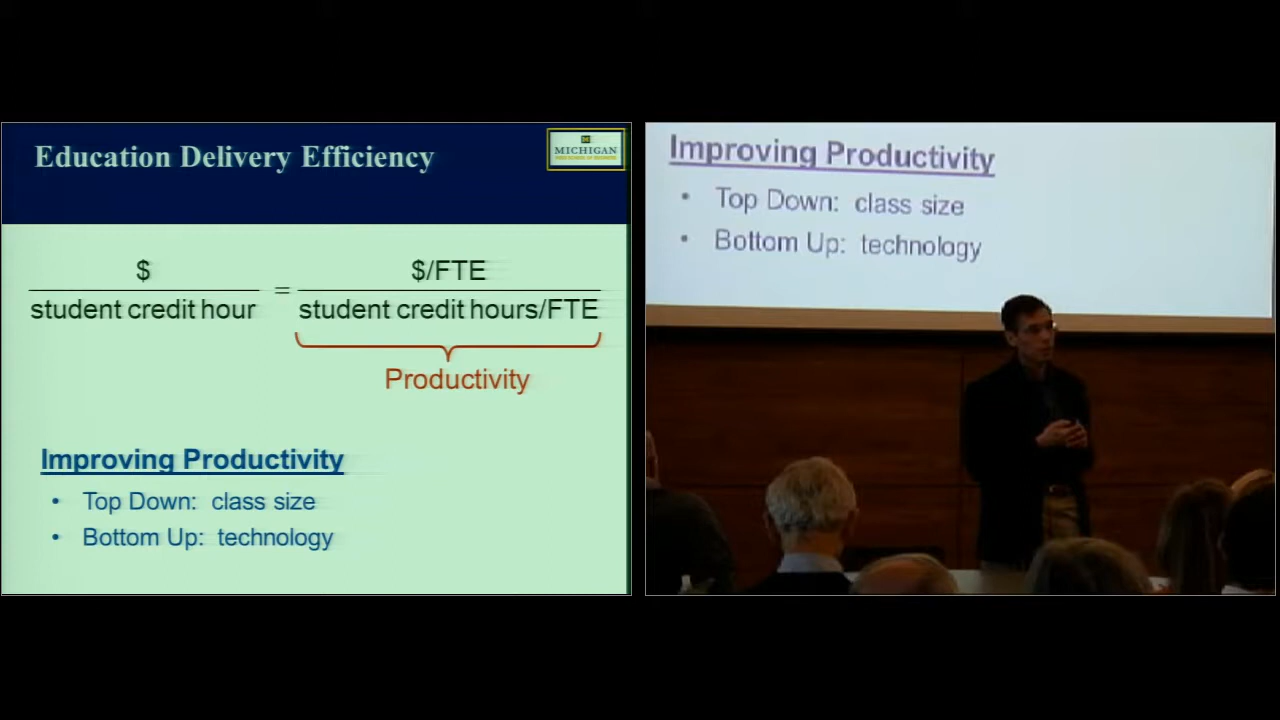 Education Delivery Efficiency
MICHIGAN
$
student credit hour
=
$/FTE
student credit hours/FTE
Productivity
Improving Productivity
• Top Down: class size
• Bottom Up: technology
Improving Productivity
• Top Down: class size
• Bottom Up: technology